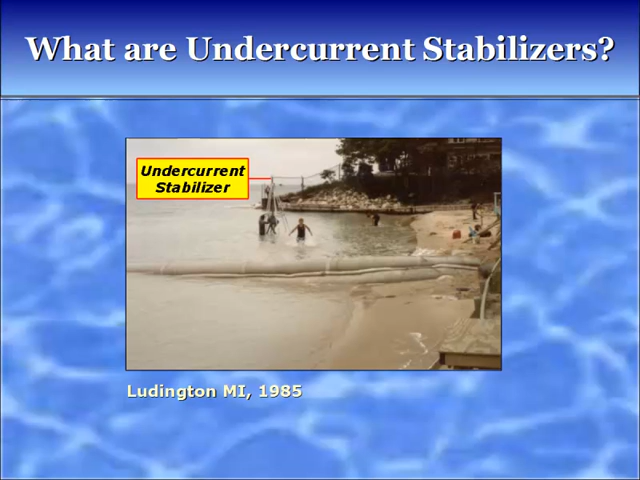 What are Undercurrent Stabilizers?
Undercurrent
Stabilizer
Ludington MI, 1985